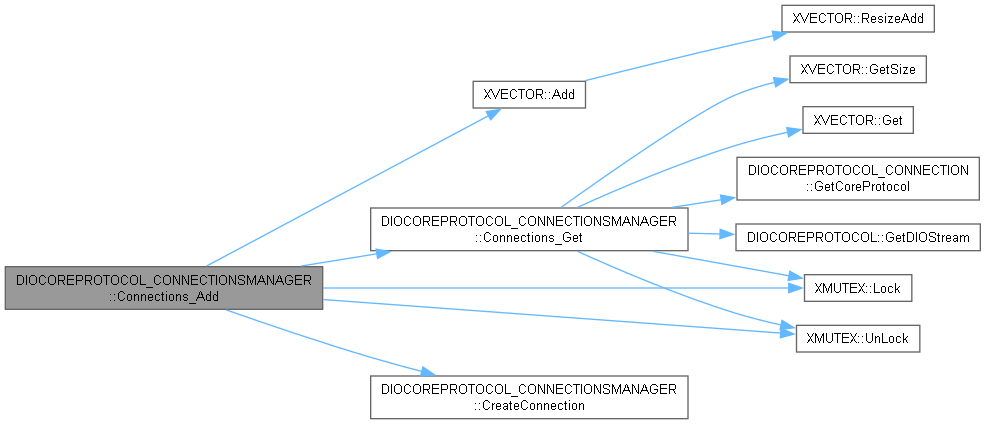 XVECTOR::ResizeAdd
XVECTOR::GetSize
XVECTOR::Add
XVECTOR::Get
DIOCOREPROTOCOL_CONNECTION
::GetCoreProtocol
DIOCOREPROTOCOL_CONNECTIONSMANAGER
::Connections_Get
DIOCOREPROTOCOL::GetDIOStream
DIOCOREPROTOCOL_CONNECTIONSMANAGER
::Connections_Add
XMUTEX::Lock
XMUTEX::UnLock
DIOCOREPROTOCOL_CONNECTIONSMANAGER
::CreateConnection